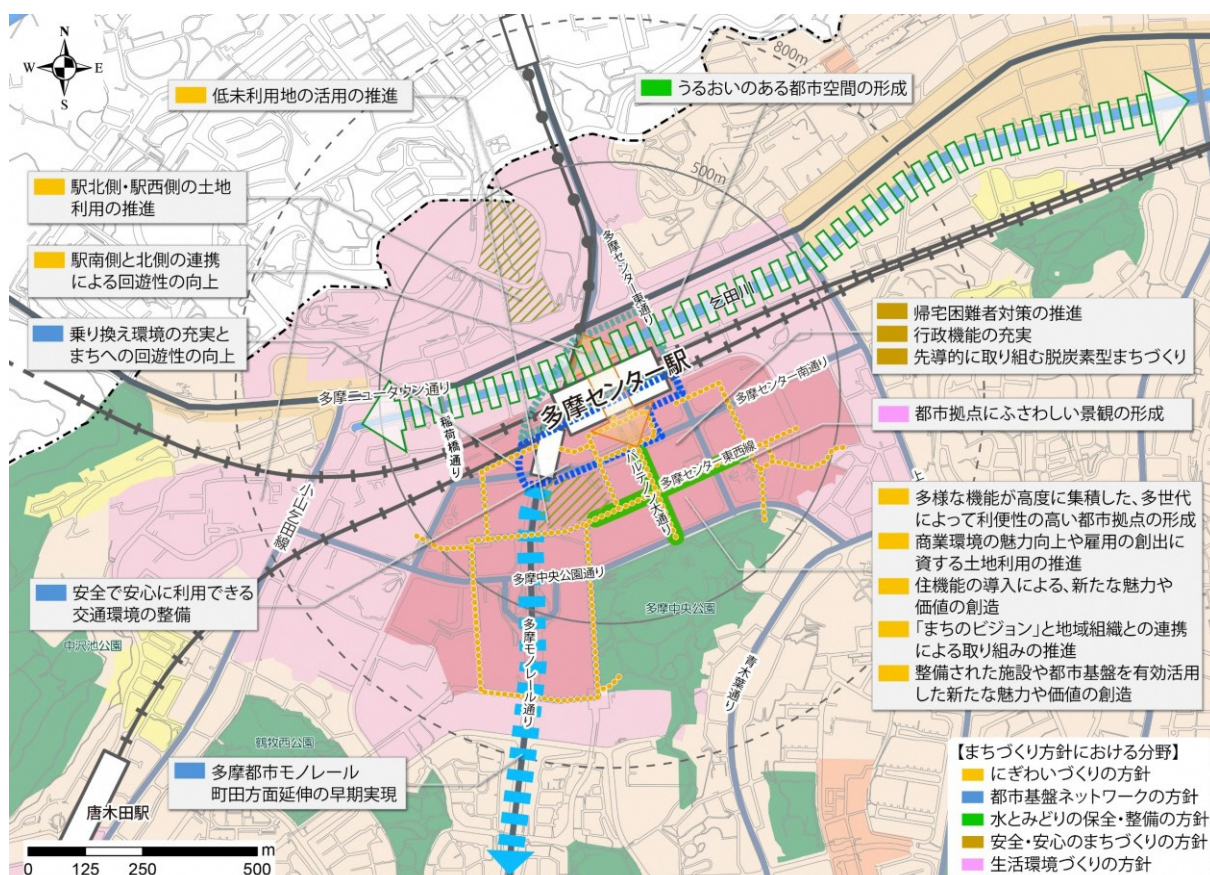 N
W
E
S
800m
500m
低未利用地の活用の推進
うるおいのある都市空間の形成
駅北側・駅西側の土地
利用の推進
駅南側と北側の連携
による回遊性の向上
乗り換え環境の充実と
まちへの回遊性の向上
帰宅困難者対策の推進
行政機能の充実
先導的に取り組む脱炭素型まちづくり
都市拠点にふさわしい景観の形成
多様な機能が高度に集積した、多世代
によって利便性の高い都市拠点の形成
商業環境の魅力向上や雇用の創出に
資する土地利用の推進
住機能の導入による、新たな魅力や
価値の創造
「まちのビジョン」と地域組織との連携
による取り組みの推進
整備された施設や都市基盤を有効活用
した新たな魅力や価値の創造
安全で安心に利用できる
交通環境の整備
多摩都市モノレール
町田方面延伸の早期実現
多摩センター東通り
乞田川
多摩ニュータウン通り
多摩センター駅
稲荷橋通り
多摩センター南通り
多摩センター東西線
パルテノン大通り
小山乞田線
上
多摩中央公園通り
多摩中央公園
多摩モノレール通り
青木葉通り
中沢池公園
鶴牧西公園
唐木田駅
0
125
250
500
m
【まちづくり方針における分野】
にぎわいづくりの方針
都市基盤ネットワークの方針
水とみどりの保全・整備の方針
安全・安心のまちづくりの方針
生活環境づくりの方針